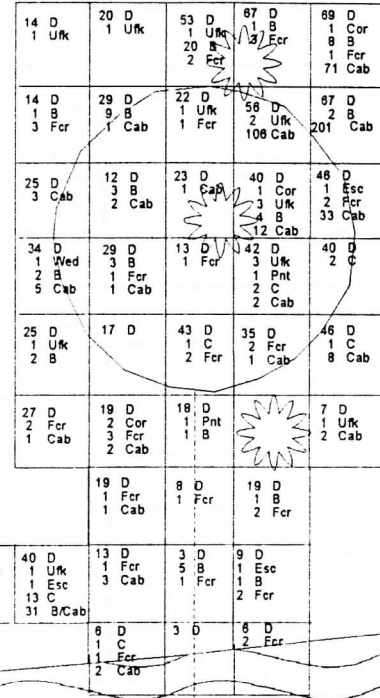 14 D
1 Ufk
20 D
1 Ufk
53 D
1 Ufk
20 B
2 Fcr
67 D
1 B
3 Fcr
69 D
1 Cor
8 B
1 Fcr
71 Cab
14 D
1 B
3 Fcr
29 D
9 B
1 Cab
22 D
1 Ufk
1 Fcr
56 D
2 Ufk
106 Cab
67 D
2 B
201 Cab
25 D
3 Cab
12 D
3 B
2 Cab
23 D
1 Cab
40 D
1 Cor
3 Ufk
4 B
12 Cab
46 D
1 Esc
2 Fcr
33 Cab
34 D
1 Wed
2 B
5 Cab
29 D
3 B
1 Fcr
1 Cab
13 D
1 Fcr
42 D
3 Ufk
1 Pnt
2 C
2 Cab
40 D
2 C
25 D
1 Ufk
2 B
17 D
43 D
1 C
2 Fcr
35 D
2 Fcr
1 Cab
46 D
1 C
8 Cab
27 D
2 Fcr
1 Cab
19 D
2 Cor
3 Fcr
2 Cab
18 D
1 Pnt
1 B
7 D
1 Ufk
2 Cab
19 D
1 Fcr
1 Cab
8 D
1 Fcr
19 D
1 B
2 Fcr
40 D
1 Ufk
1 Esc
13 C
31 B/Cab
13 D
1 Fcr
3 Cab
3 D
5 B
1 Fcr
9 D
1 Esc
1 B
2 Fcr
6 D
1 C
1 Fcr
2 Cab
3 D
6 D
2 Fcr